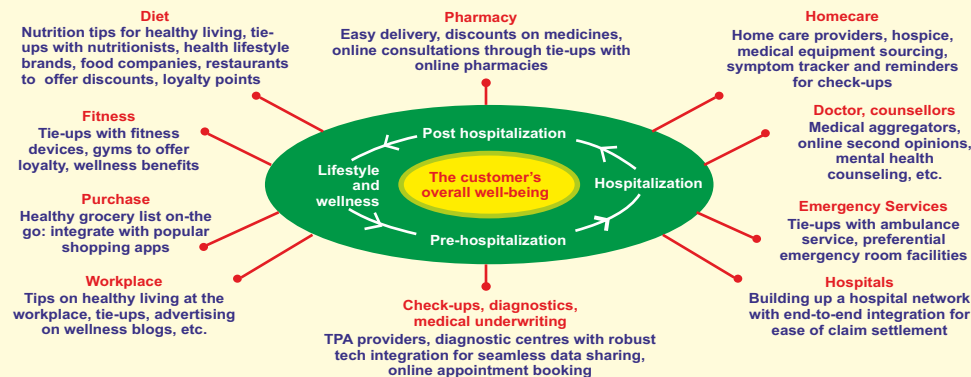 Diet
Nutrition tips for healthy living, tie-
ups with nutritionists, health lifestyle
brands, food companies, restaurants
to offer discounts, loyalty points
Pharmacy
Easy delivery, discounts on medicines,
online consultations through tie-ups with
online pharmacies
Homecare
Home care providers, hospice,
medical equipment sourcing,
symptom tracker and reminders
for check-ups
Fitness
Tie-ups with fitness
devices, gyms to offer
loyalty, wellness benefits
Doctor, counsellors
Medical aggregators,
online second opinions,
mental health
counseling, etc.
Post hospitalization
Lifestyle
and
wellness
The customer's
overall well-being
Hospitalization
Pre-hospitalization
Purchase
Healthy grocery list on-the
go: integrate with popular
shopping apps
Emergency Services
Tie-ups with ambulance
service, preferential
emergency room facilities
Workplace
Tips on healthy living at the
workplace, tie-ups, advertising
on wellness blogs, etc.
Check-ups, diagnostics,
medical underwriting
TPA providers, diagnostic centres with robust
tech integration for seamless data sharing,
online appointment booking
Hospitals
Building up a hospital network
with end-to-end integration for
ease of claim settlement